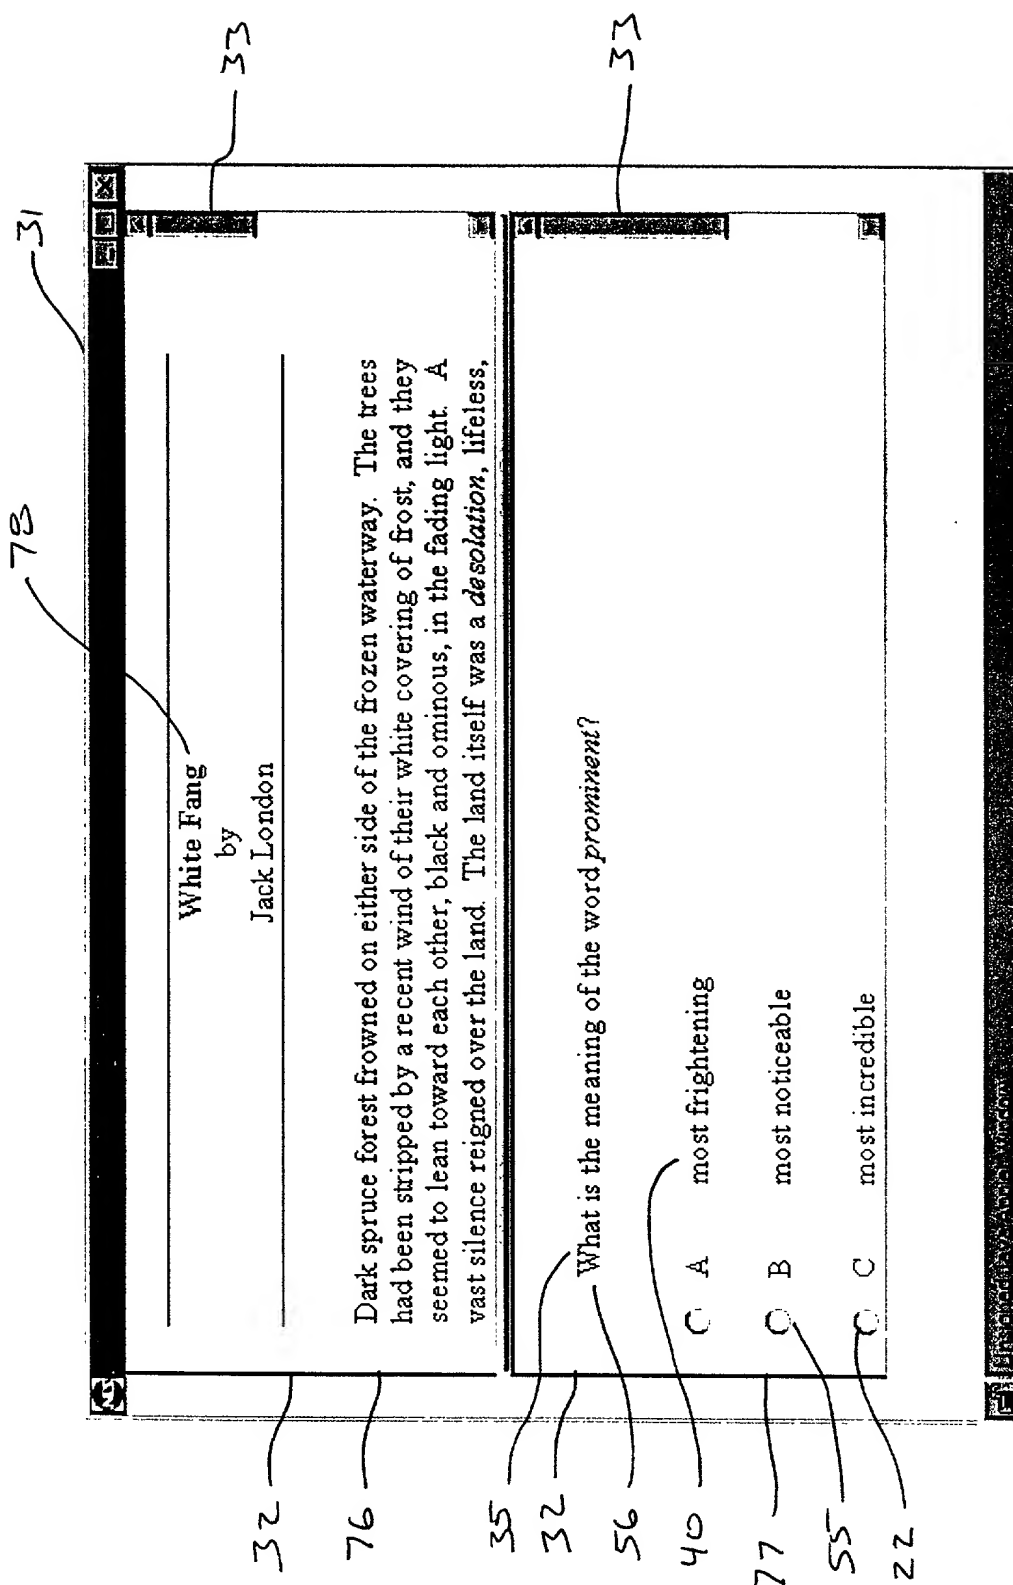 78
31
White Fang
by
Jack London
33
Dark spruce forest frowned on either side of the frozen waterway. The trees
had been stripped by a recent wind of their white covering of frost, and they
seemed to lean toward each other, black and ominous, in the fading light. A
vast silence reigned over the land. The land itself was a desolation, lifeless,
32
76
35
What is the meaning of the word prominent?
33
32
56
A most frightening
40
B most noticeable
77
55
C most incredible
22
Unsigned Java Applet Window